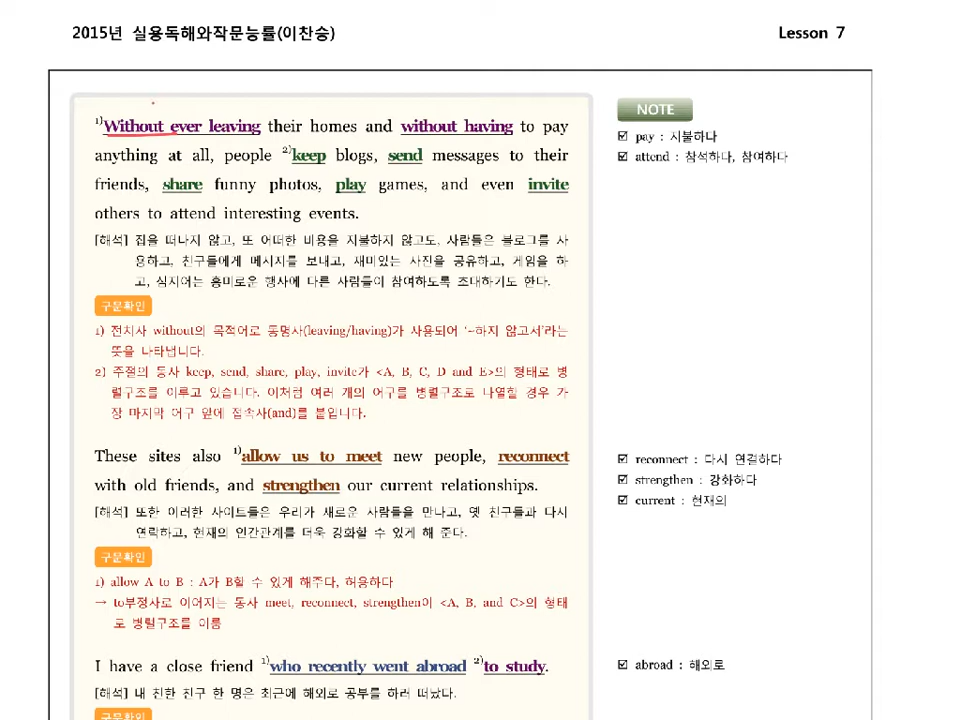 2015년 실용독해와작문능률(이찬승) Lesson 7
1)Without ever leaving their homes and without having to pay
anything at all, people 2)keep blogs, send messages to their
friends, share funny photos, play games, and even invite
others to attend interesting events.
[해석] 집을 떠나지 않고, 또 어떠한 비용을 지불하지 않고도, 사람들은 블로그를 사
용하고, 친구들에게 메시지를 보내고, 재미있는 사진을 공유하고, 게임을 하
고, 심지어는 흥미로운 행사에 다른 사람들이 참여하도록 초대하기도 한다.
구문확인
1) 전치사 without의 목적어로 동명사(leaving/having)가 사용되어 '~하지 않고서'라는
뜻을 나타냅니다.
2) 주절의 동사 keep, send, share, play, invite가 <A, B, C, D and E>의 형태로 병
렬구조를 이루고 있습니다. 이처럼 여러 개의 어구를 병렬구조로 나열할 경우 가
장 마지막 어구 앞에 접속사(and)를 붙입니다.
These sites also 1)allow us to meet new people, reconnect
with old friends, and strengthen our current relationships.
[해석] 또한 이러한 사이트들은 우리가 새로운 사람들을 만나고, 옛 친구들과 다시
연락하고, 현재의 인간관계를 더욱 강화할 수 있게 해 준다.
구문확인
1) allow A to B : A가 B할 수 있게 해주다, 허용하다
→ to부정사로 이어지는 동사 meet, reconnect, strengthen이 <A, B, and C>의 형태
로 병렬구조를 이룸
I have a close friend 1)who recently went abroad 2)to study.
[해석] 내 친한 친구 한 명은 최근에 해외로 공부를 하러 떠났다.
구문확인
NOTE
☑ pay : 지불하다
☑ attend : 참석하다, 참여하다
☑ reconnect : 다시 연결하다
☑ strengthen : 강화하다
☑ current : 현재의
☑ abroad : 해외로